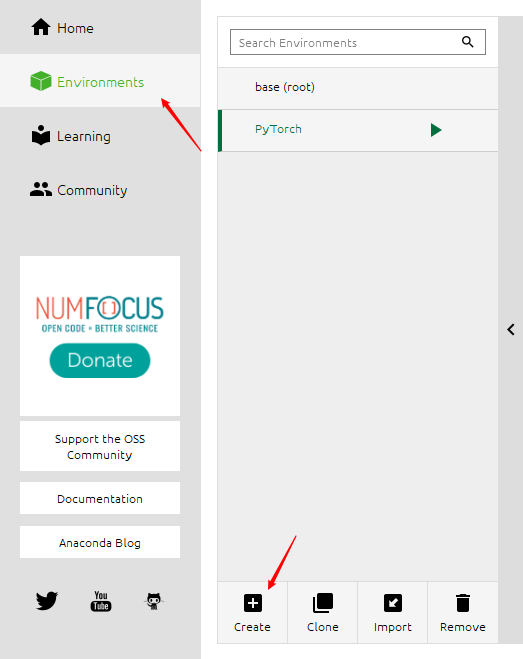 Home
Environments
Learning
Community
NUMFOCUS
OPEN CODE = BETTER SCIENCE
Donate
Support the OSS
Community
Documentation
Anaconda Blog
You
Tube
Search Environments
base (root)
PyTorch
Create
Clone
Import
Remove